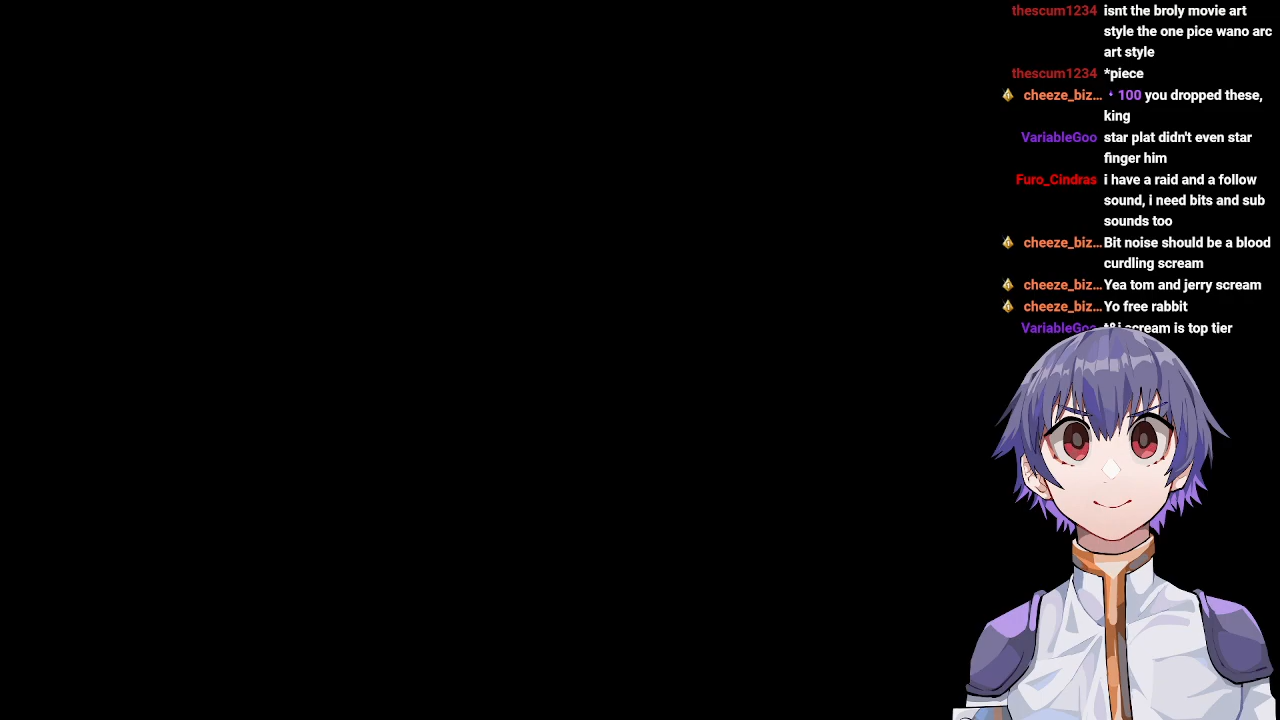 thescum1234 isnt the broly movie art
style the one pice wano arc
art style
thescum1234 *piece
cheeze_biz... 100 you dropped these,
king
VariableGoo star plat didn't even star
finger him
Furo_Cindras i have a raid and a follow
sound, i need bits and sub
sounds too
cheeze_biz... Bit noise should be a blood
curdling scream
cheeze_biz... Yea tom and jerry scream
cheeze_biz... Yo free rabbit
VariableGoo t&j scream is top tier